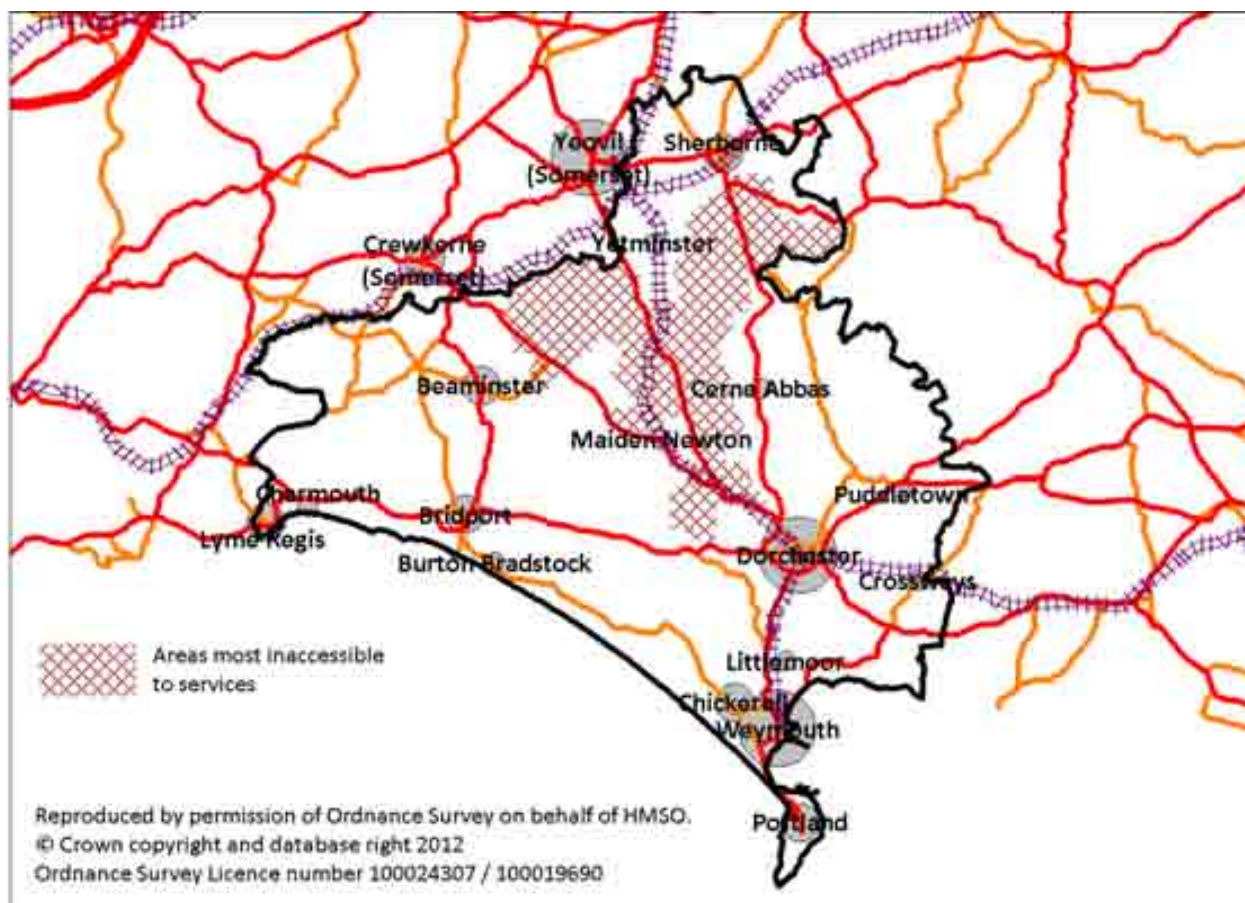 Yeovil
(Somerset)
Sherborne
Crewkerne
(Somerset)
Yetminster
Beaminster
Cerne Abbas
Maiden Newton
Charmouth
Lyme Regis
Bridport
Burton Bradstock
Puddletown
Dorchester
Crossways
Littlemoor
Chickerell
Weymouth
Portland
Areas most inaccessible
to services
Reproduced by permission of Ordnance Survey on behalf of HMSO.
© Crown copyright and database right 2012
Ordnance Survey Licence number 100024307 / 100019690